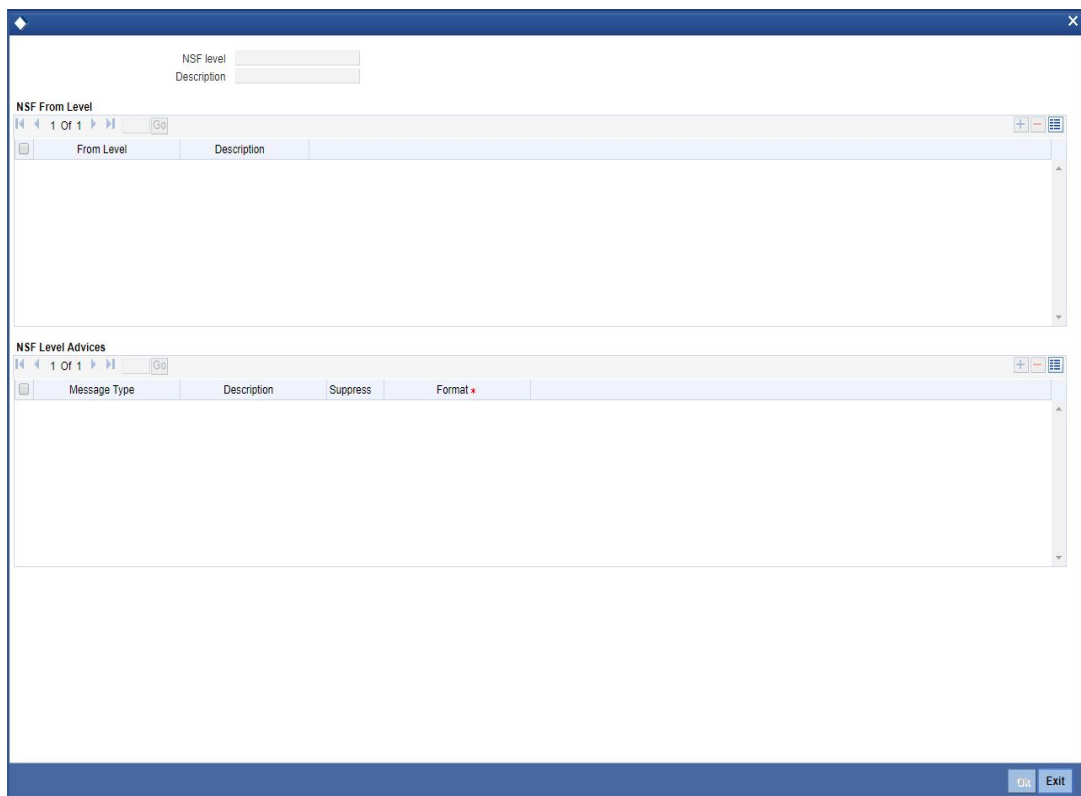 NSF level
Description
NSF From Level
1 Of 1 Go
From Level Description
NSF Level Advices
1 Of 1 Go
Message Type Description Suppress Format *
Ok Exit